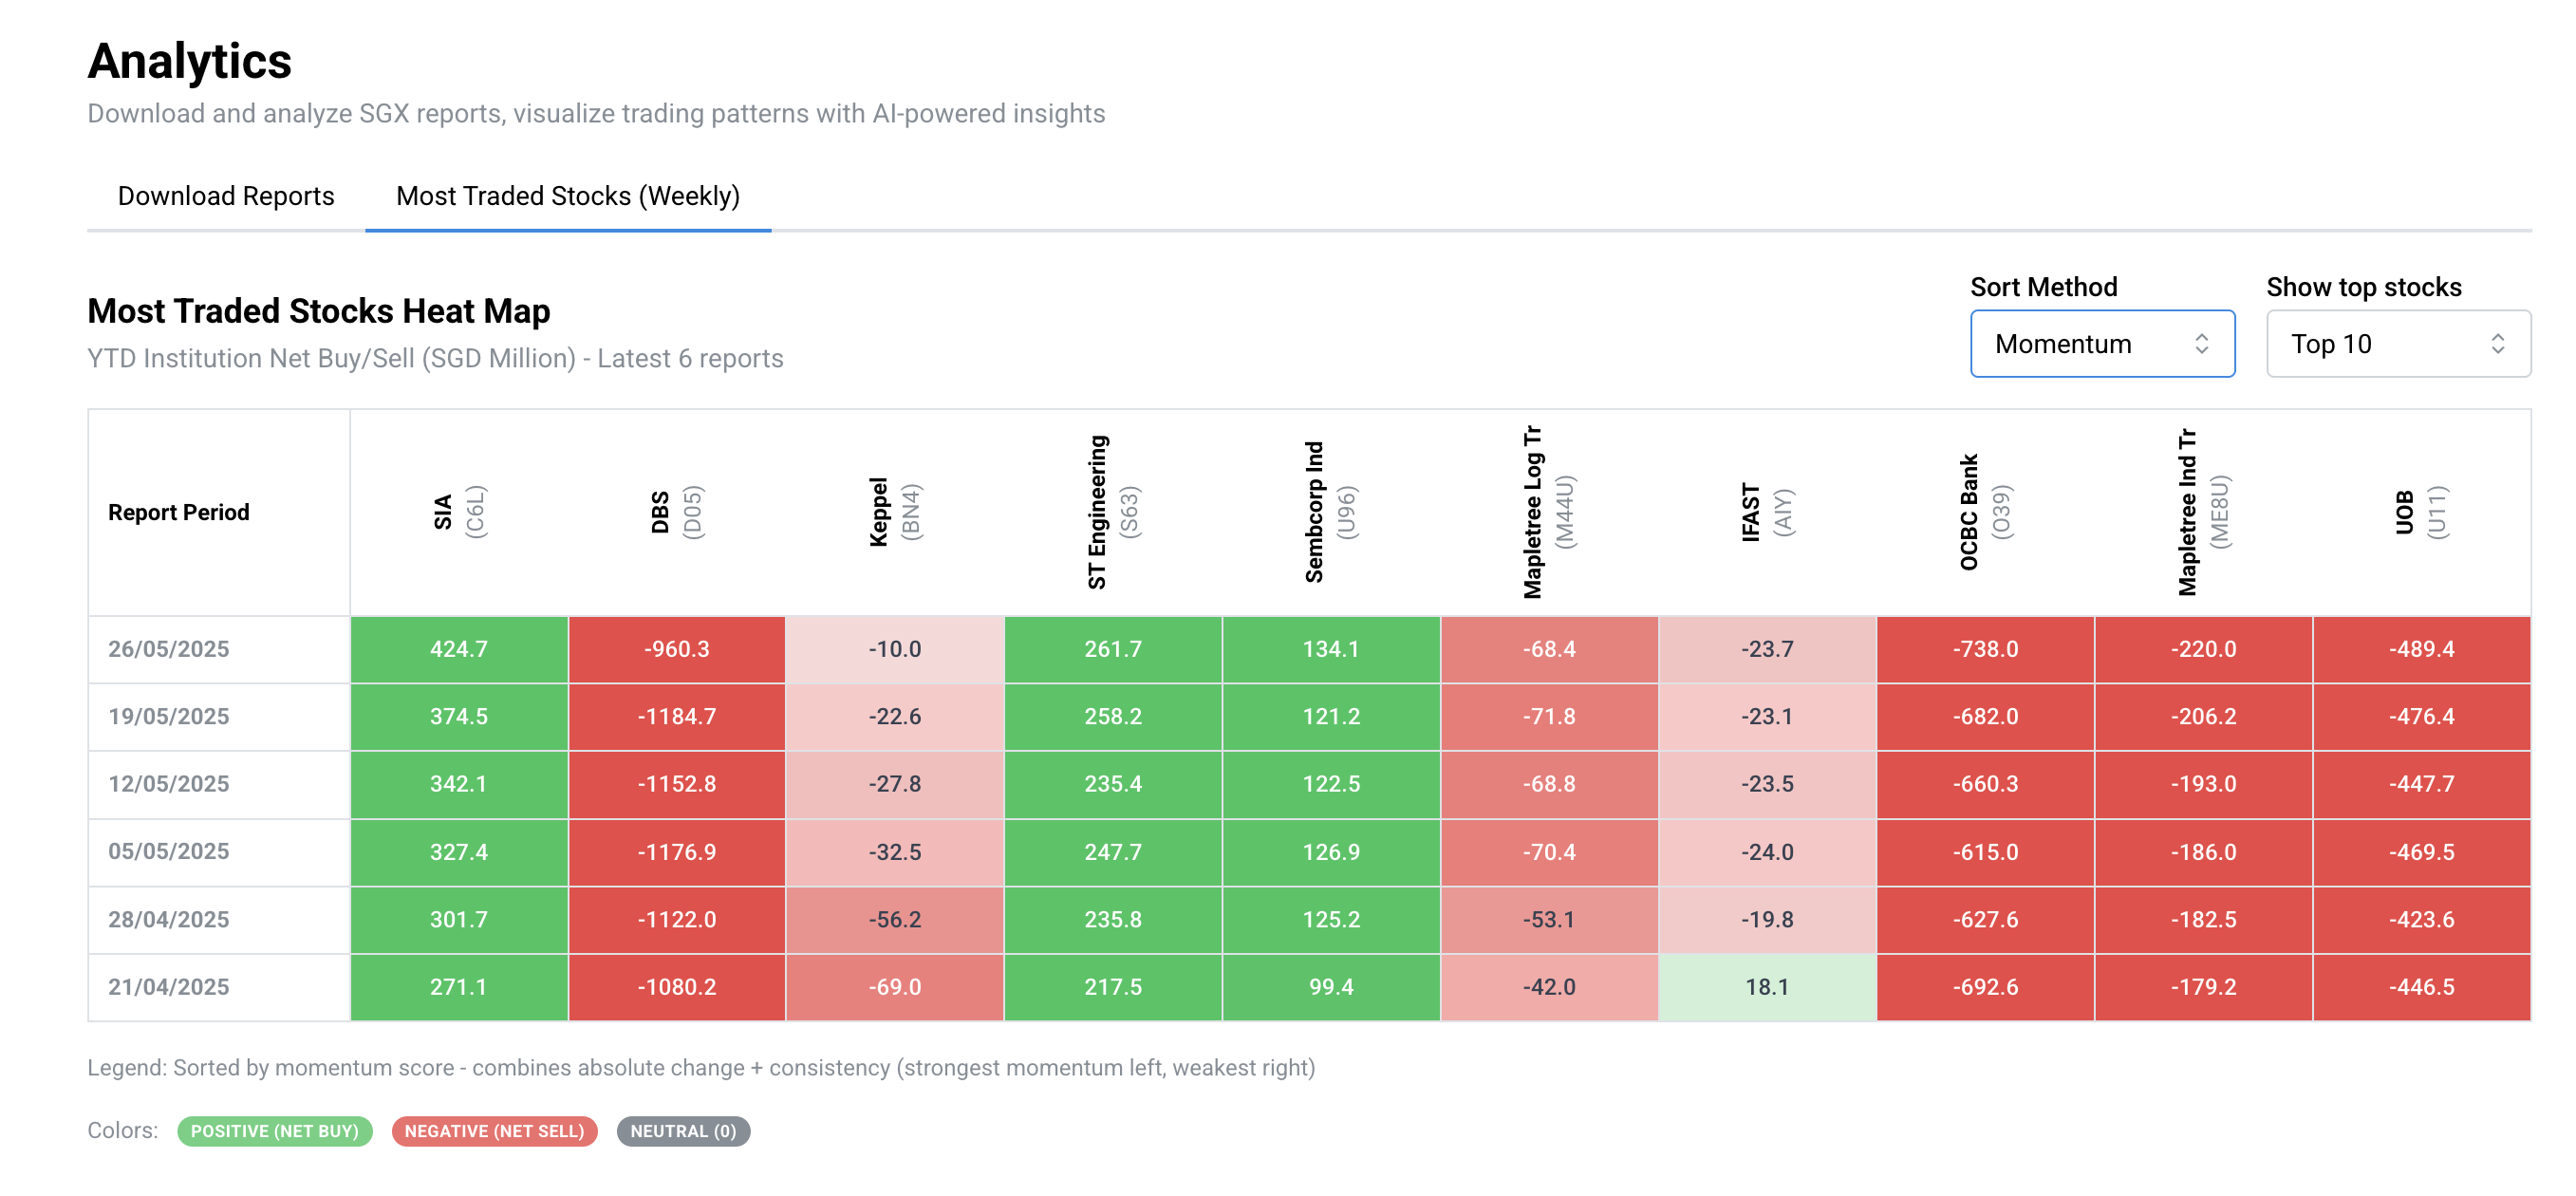 Analytics
Download and analyze SGX reports, visualize trading patterns with AI-powered insights
Download Reports Most Traded Stocks (Weekly)
Most Traded Stocks Heat Map
YTD Institution Net Buy/Sell (SGD Million) - Latest 6 reports
Sort Method Show top stocks
Momentum Top 10
Report Period SIA (C6L) DBS (D05) Keppel (BN4) ST Engineering (S63) Sembcorp Ind (U96) Mapletree Log Tr (M44U) IFAST (AIY) OCBC Bank (O39) Mapletree Ind Tr (ME8U) UOB (U11)
26/05/2025 424.7 -960.3 -10.0 261.7 134.1 -68.4 -23.7 -738.0 -220.0 -489.4
19/05/2025 374.5 -1184.7 -22.6 258.2 121.2 -71.8 -23.1 -682.0 -206.2 -476.4
12/05/2025 342.1 -1152.8 -27.8 235.4 122.5 -68.8 -23.5 -660.3 -193.0 -447.7
05/05/2025 327.4 -1176.9 -32.5 247.7 126.9 -70.4 -24.0 -615.0 -186.0 -469.5
28/04/2025 301.7 -1122.0 -56.2 235.8 125.2 -53.1 -19.8 -627.6 -182.5 -423.6
21/04/2025 271.1 -1080.2 -69.0 217.5 99.4 -42.0 18.1 -692.6 -179.2 -446.5
Legend: Sorted by momentum score - combines absolute change + consistency (strongest momentum left, weakest right)
Colors: POSITIVE (NET BUY) NEGATIVE (NET SELL) NEUTRAL (0)